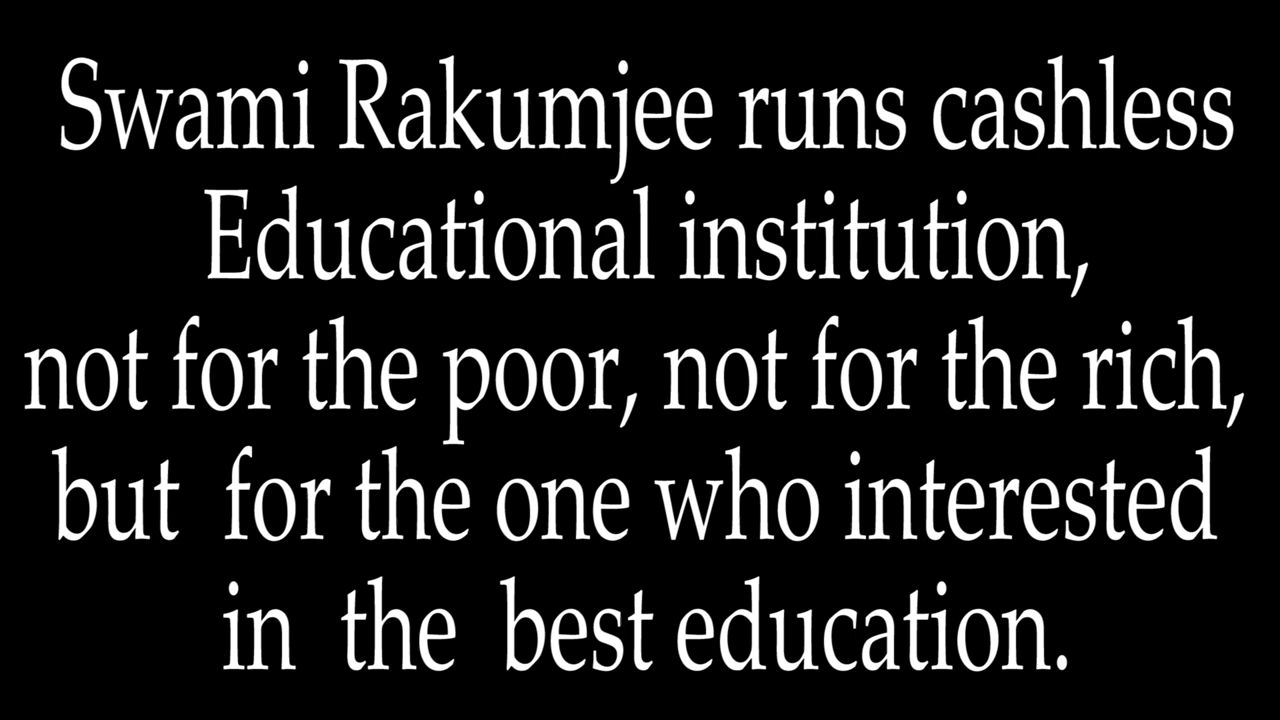 Swami Rakumjee runs cashless
Educational institution,
not for the poor, not for the rich,
but for the one who interested
in the best education.